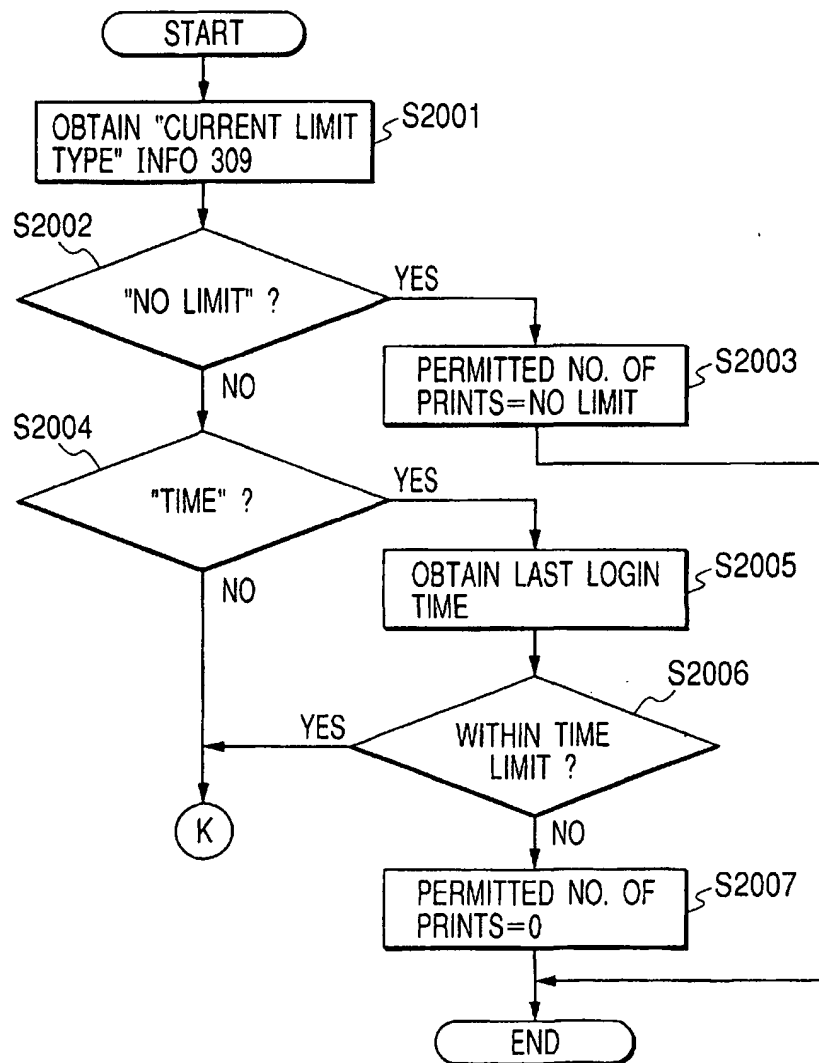 START
S2001
OBTAIN "CURRENT LIMIT
TYPE" INFO 309
S2002
"NO LIMIT" ?
YES
NO
S2003
PERMITTED NO. OF
PRINTS=NO LIMIT
S2004
"TIME" ?
YES
NO
S2005
OBTAIN LAST LOGIN
TIME
S2006
WITHIN TIME
LIMIT ?
YES
NO
K
S2007
PERMITTED NO. OF
PRINTS=0
END